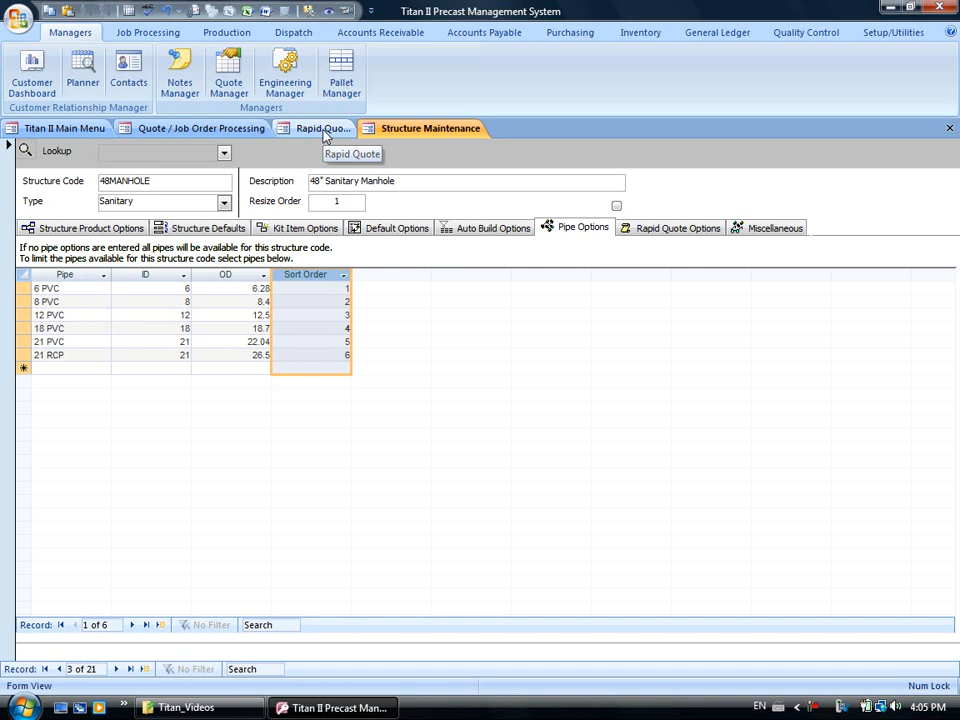 Titan II Precast Management System
Managers Job Processing Production Dispatch Accounts Receivable Accounts Payable Purchasing Inventory General Ledger Quality Control Setup/Utilities
Customer Dashboard
Planner
Contacts
Notes Manager
Quote Manager
Engineering Manager
Pallet Manager
Customer Relationship Manager Managers
Titan II Main Menu Quote / Job Order Processing Rapid Quo... Structure Maintenance
Lookup
Rapid Quote
Structure Code 48MANHOLE Description 48" Sanitary Manhole
Type Sanitary Resize Order 1
Structure Product Options Structure Defaults Kit Item Options Default Options Auto Build Options Pipe Options Rapid Quote Options Miscellaneous
If no pipe options are entered all pipes will be available for this structure code.
To limit the pipes available for this structure code select pipes below.
Pipe ID OD Sort Order
6 PVC 6 6.28 1
8 PVC 8 8.4 2
12 PVC 12 12.5 3
18 PVC 18 18.7 4
21 PVC 21 22.04 5
21 RCP 21 26.5 6
Record: 1 of 6 No Filter Search
Record: 3 of 21 No Filter Search
Form View Num Lock
Titan_Videos Titan II Precast Man... EN 4:05 PM